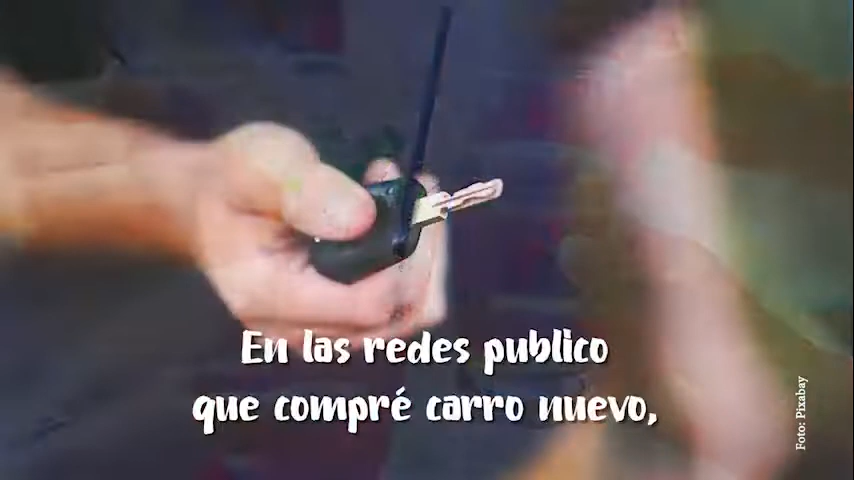 En las redes publico
que compré carro nuevo,
Foto: Pixabay